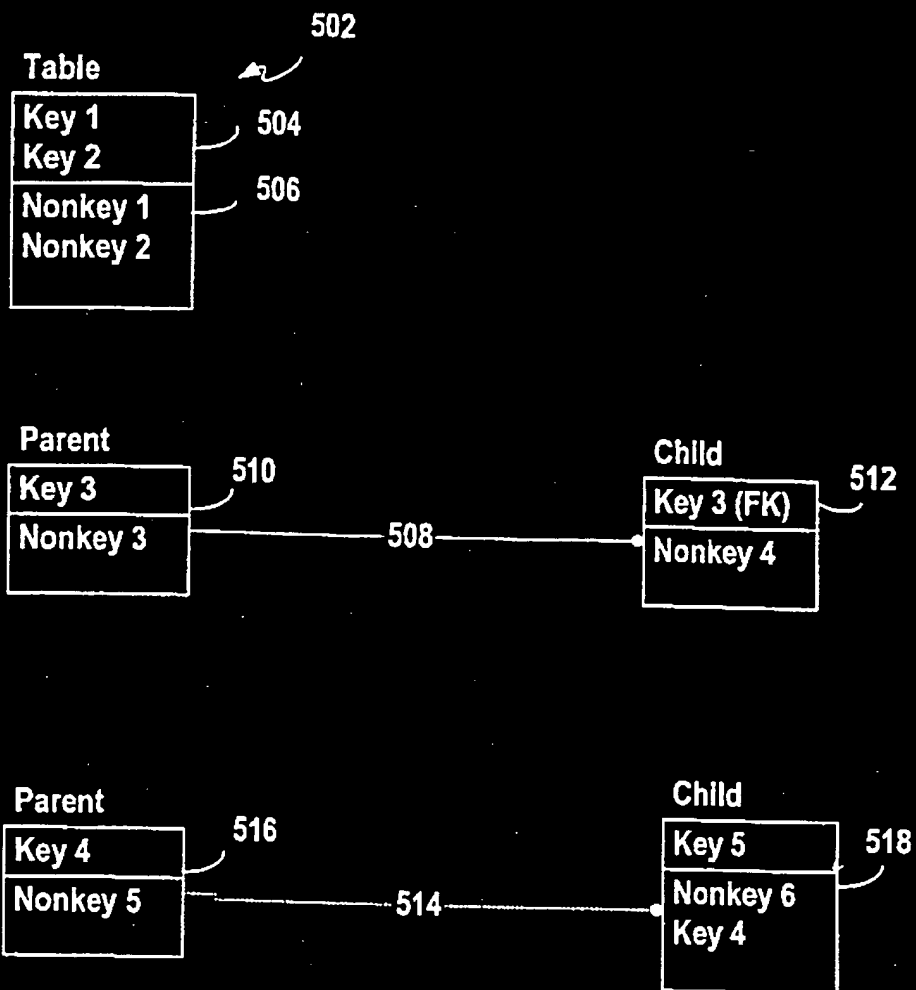 502
Table
Key 1
Key 2
504
Nonkey 1
Nonkey 2
506
Parent
Key 3
Nonkey 3
510
508
Child
Key 3 (FK)
Nonkey 4
512
Parent
Key 4
Nonkey 5
516
514
Child
Key 5
Nonkey 6
Key 4
518